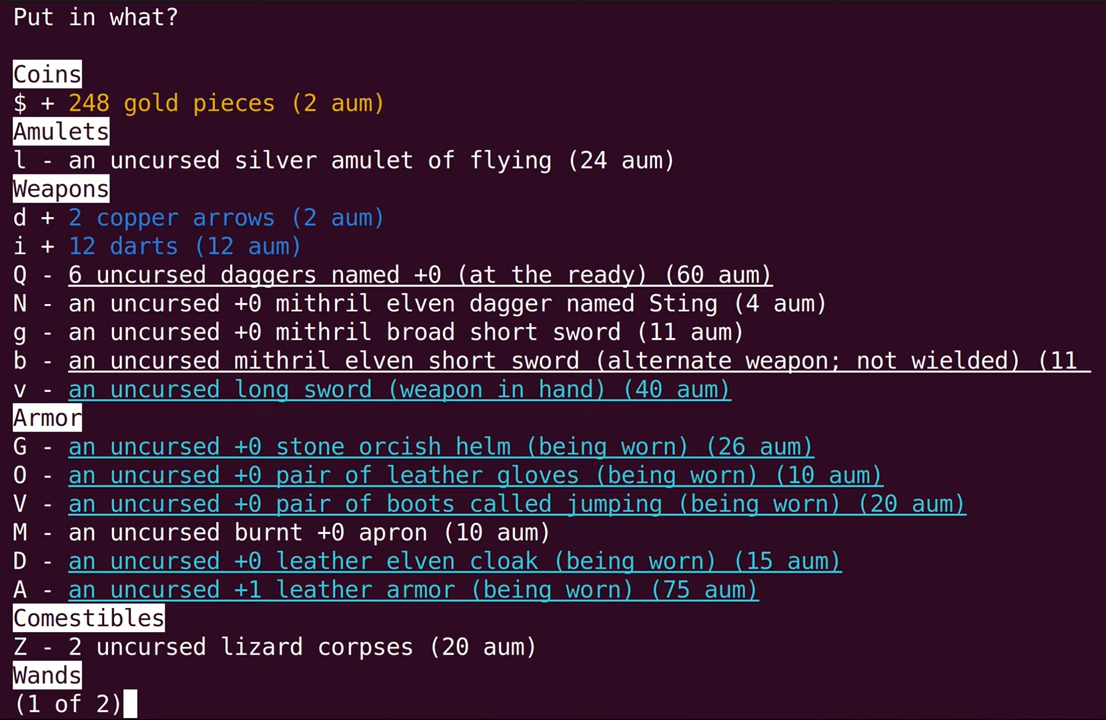 Put in what?
Coins
$ + 248 gold pieces (2 aum)
Amulets
l - an uncursed silver amulet of flying (24 aum)
Weapons
d + 2 copper arrows (2 aum)
i + 12 darts (12 aum)
Q - 6 uncursed daggers named +0 (at the ready) (60 aum)
N - an uncursed +0 mithril elven dagger named Sting (4 aum)
g - an uncursed +0 mithril broad short sword (11 aum)
b - an uncursed mithril elven short sword (alternate weapon; not wielded) (11
v - an uncursed long sword (weapon in hand) (40 aum)
Armor
G - an uncursed +0 stone orcish helm (being worn) (26 aum)
O - an uncursed +0 pair of leather gloves (being worn) (10 aum)
V - an uncursed +0 pair of boots called jumping (being worn) (20 aum)
M - an uncursed burnt +0 apron (10 aum)
D - an uncursed +0 leather elven cloak (being worn) (15 aum)
A - an uncursed +1 leather armor (being worn) (75 aum)
Comestibles
Z - 2 uncursed lizard corpses (20 aum)
Wands
(1 of 2)